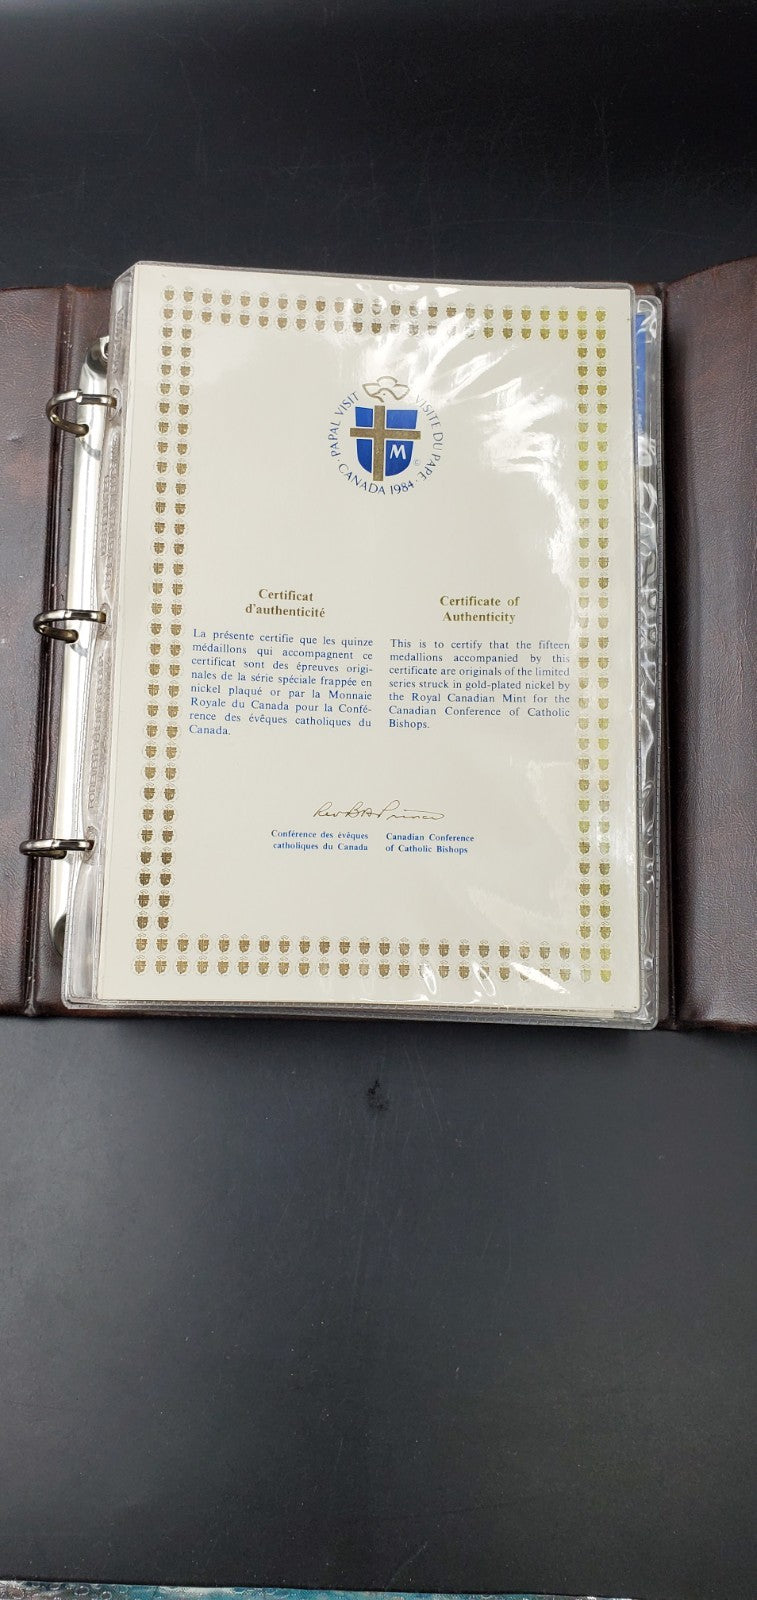 PAPAL VISIT
VISITE DU PAPE
CANADA 1984
M
Certificat
d'authenticité
La présente certifie que les quinze
médaillons qui accompagnent ce
certificat sont des épreuves origi-
nales de la série spéciale frappée en
nickel plaqué or par la Monnaie
Royale du Canada pour la Confé-
rence des évêques catholiques du
Canada.
Certificate of
Authenticity
This is to certify that the fifteen
medallions accompanied by this
certificate are originals of the limited
series struck in gold-plated nickel by
the Royal Canadian Mint for the
Canadian Conference of Catholic
Bishops.
Conférence des évêques
catholiques du Canada
Canadian Conference
of Catholic Bishops